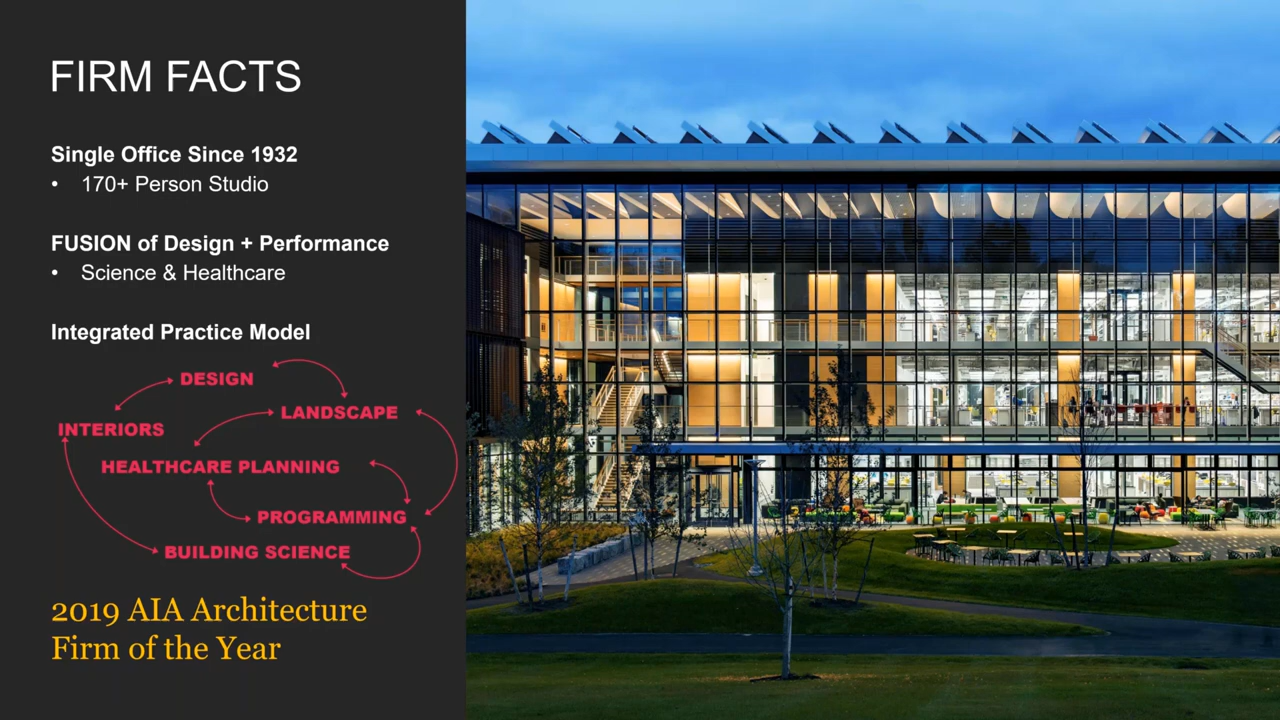 FIRM FACTS
Single Office Since 1932
• 170+ Person Studio
FUSION of Design + Performance
• Science & Healthcare
Integrated Practice Model
DESIGN
LANDSCAPE
INTERIORS
HEALTHCARE PLANNING
PROGRAMMING
BUILDING SCIENCE
2019 AIA Architecture
Firm of the Year